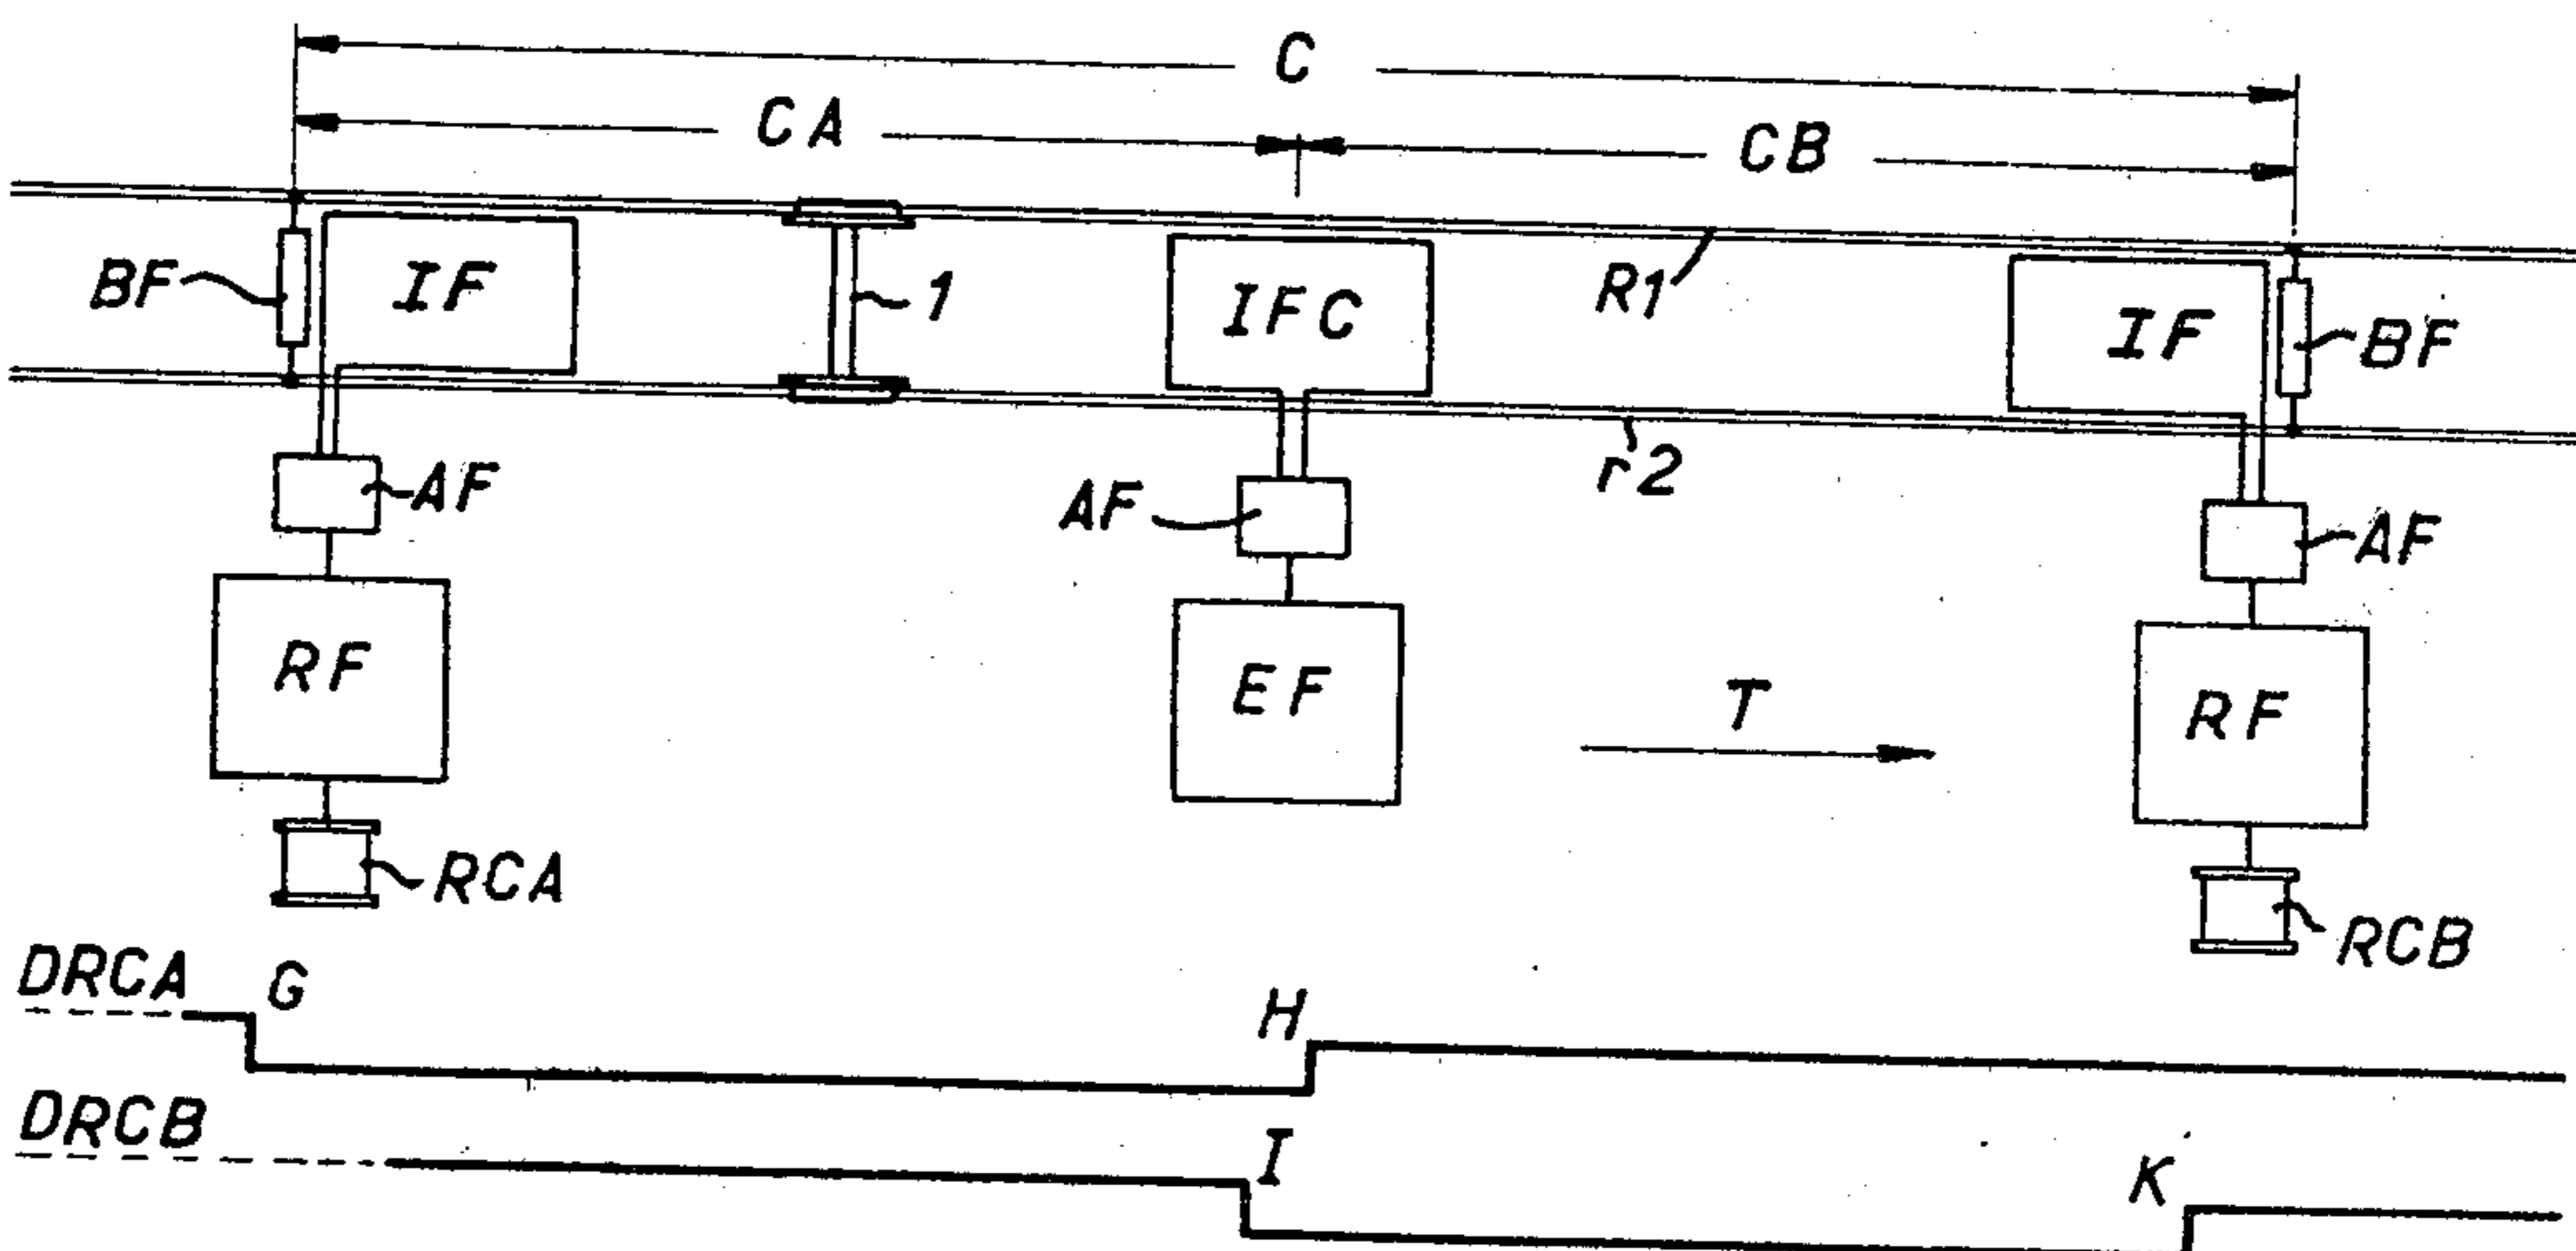 C
CA
CB
BF
IF
1
IFC
R1
IF
BF
r2
AF
AF
AF
RF
EF
T
RF
RCA
RCB
DRCA
G
H
DRCB
I
K